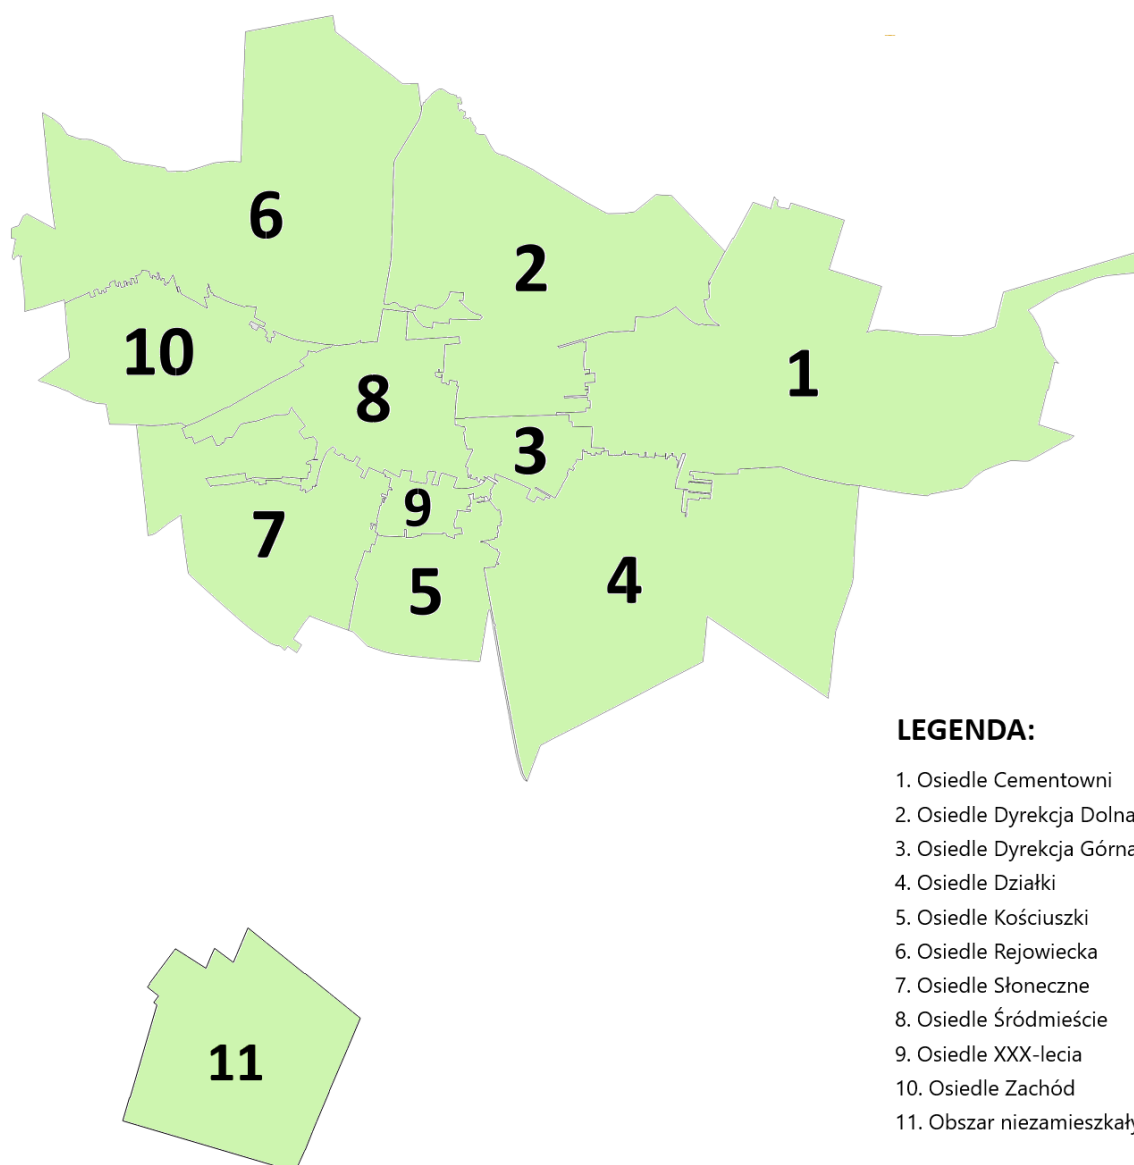 6
2
10
1
8
3
9
7
5
4
LEGENDA:
1. Osiedle Cementowni
2. Osiedle Dyrekcja Dolna
3. Osiedle Dyrekcja Górna
4. Osiedle Działki
5. Osiedle Kościuszki
6. Osiedle Rejowiecka
7. Osiedle Słoneczne
8. Osiedle Śródmieście
9. Osiedle XXX-lecia
10. Osiedle Zachód
11. Obszar niezamieszkały
11